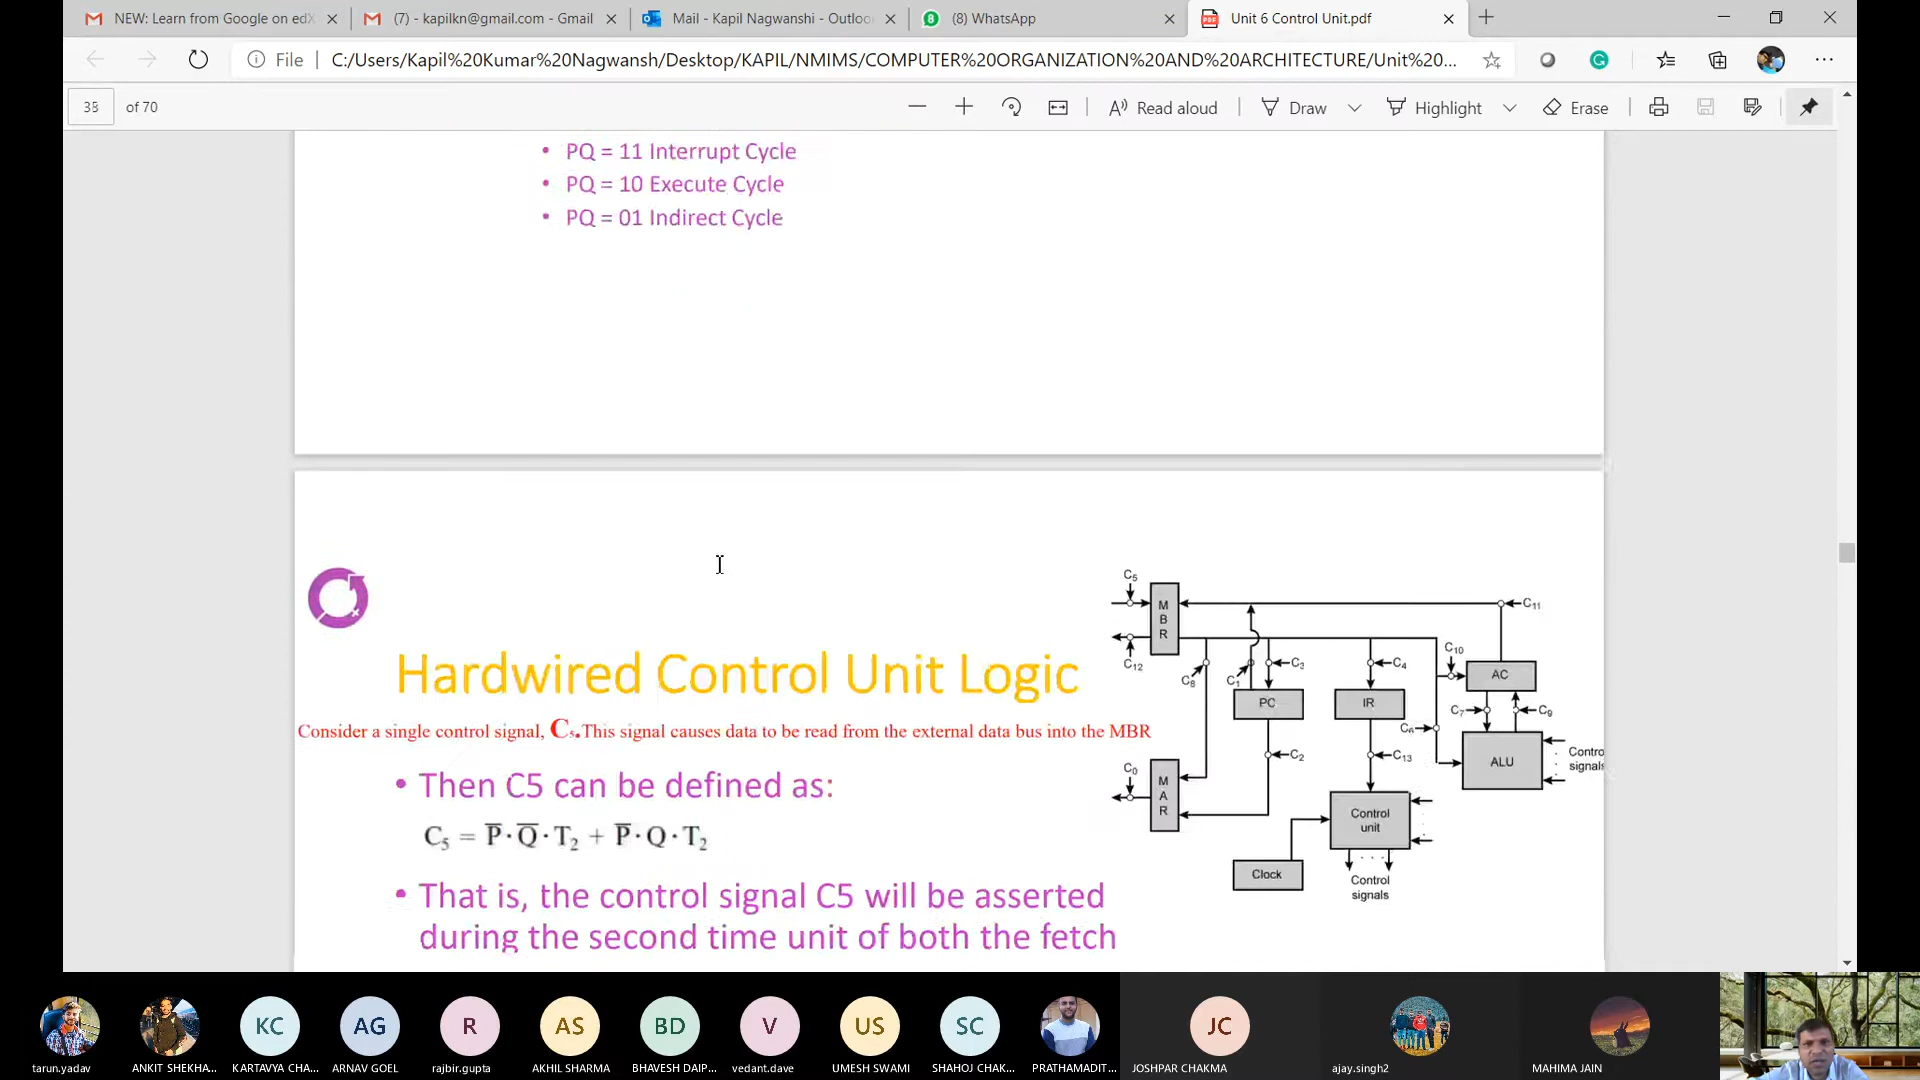 NEW: Learn from Google on edX
(7) - kapilkn@gmail.com - Gmail
Mail - Kapil Nagwanshi - Outloo
(8) WhatsApp
Unit 6 Control Unit.pdf
File
C:/Users/Kapil%20Kumar%20Nagwansh/Desktop/KAPIL/NMIMS/COMPUTER%20ORGANIZATION%20AND%20ARCHITECTURE/Unit%20...
of 70
Read aloud
Draw
Highlight
Erase
• PQ = 11 Interrupt Cycle
• PQ = 10 Execute Cycle
• PQ = 01 Indirect Cycle
Hardwired Control Unit Logic
Consider a single control signal, C₅.This signal causes data to be read from the external data bus into the MBR
• Then C5 can be defined as:
C₅ = P̅·Q̅·T₂ + P̅·Q·T₂
• That is, the control signal C5 will be asserted
during the second time unit of both the fetch
C₅
MBR
C₁₁
C₁₂
C₈
C₁
C₃
C₄
C₁₀
AC
PC
IR
C₇
C₉
C₆
C₂
C₁₃
ALU
Contro
signals
C₀
MAR
Control
unit
Clock
Control
signals
KC
AG
R
AS
BD
V
US
SC
JC
tarun.yadav
ANKIT SHEKHA...
KARTAVYA CHA...
ARNAV GOEL
rajbir.gupta
AKHIL SHARMA
BHAVESH DAIP...
vedant.dave
UMESH SWAMI
SHAHOJ CHAK...
PRATHAMADIT...
JOSHPAR CHAKMA
ajay.singh2
MAHIMA JAIN